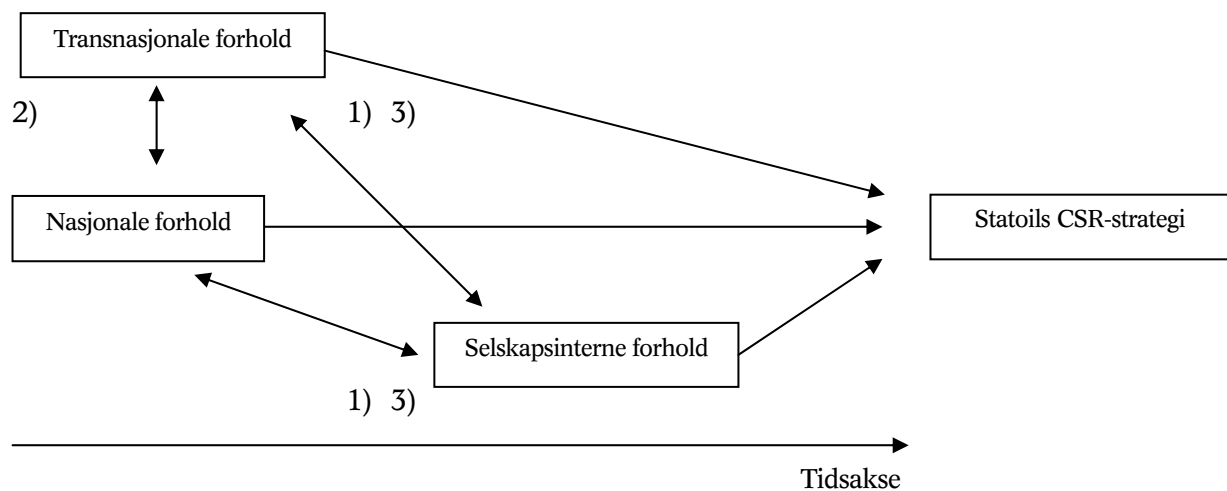 Transnasjonale forhold
2)
1) 3)
Nasjonale forhold
Statoils CSR-strategi
Selskapsinterne forhold
1) 3)
Tidsakse